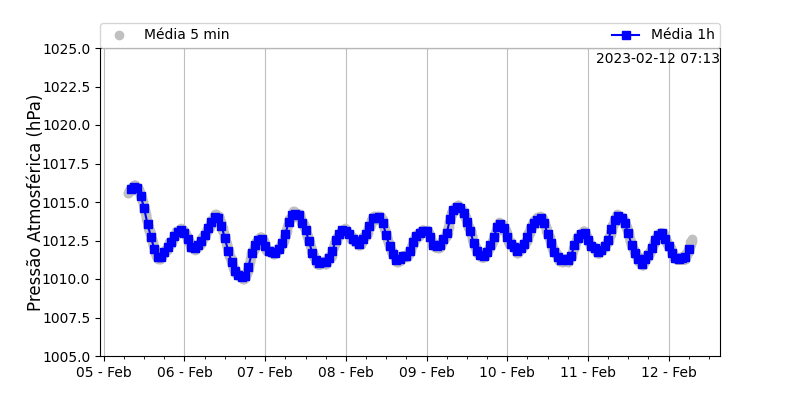 Média 5 min
Média 1h
2023-02-12 07:13
Pressão Atmosférica (hPa)
1025.0
1022.5
1020.0
1017.5
1015.0
1012.5
1010.0
1007.5
1005.0
05 - Feb
06 - Feb
07 - Feb
08 - Feb
09 - Feb
10 - Feb
11 - Feb
12 - Feb